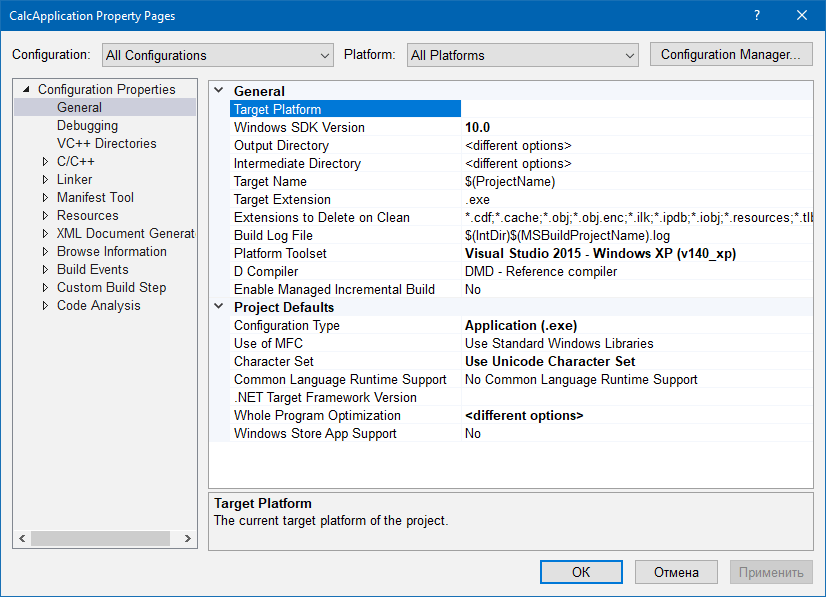 CalcApplication Property Pages
?
Configuration: All Configurations Platform: All Platforms Configuration Manager...
Configuration Properties
General
Debugging
VC++ Directories
C/C++
Linker
Manifest Tool
Resources
XML Document Generat
Browse Information
Build Events
Custom Build Step
Code Analysis
General
Target Platform
Windows SDK Version 10.0
Output Directory <different options>
Intermediate Directory <different options>
Target Name $(ProjectName)
Target Extension .exe
Extensions to Delete on Clean *.cdf;*.cache;*.obj;*.obj.enc;*.ilk;*.ipdb;*.iobj;*.resources;*.tlb
Build Log File $(IntDir)$(MSBuildProjectName).log
Platform Toolset Visual Studio 2015 - Windows XP (v140_xp)
D Compiler DMD - Reference compiler
Enable Managed Incremental Build No
Project Defaults
Configuration Type Application (.exe)
Use of MFC Use Standard Windows Libraries
Character Set Use Unicode Character Set
Common Language Runtime Support No Common Language Runtime Support
.NET Target Framework Version
Whole Program Optimization <different options>
Windows Store App Support No
Target Platform
The current target platform of the project.
OK Отмена Применить